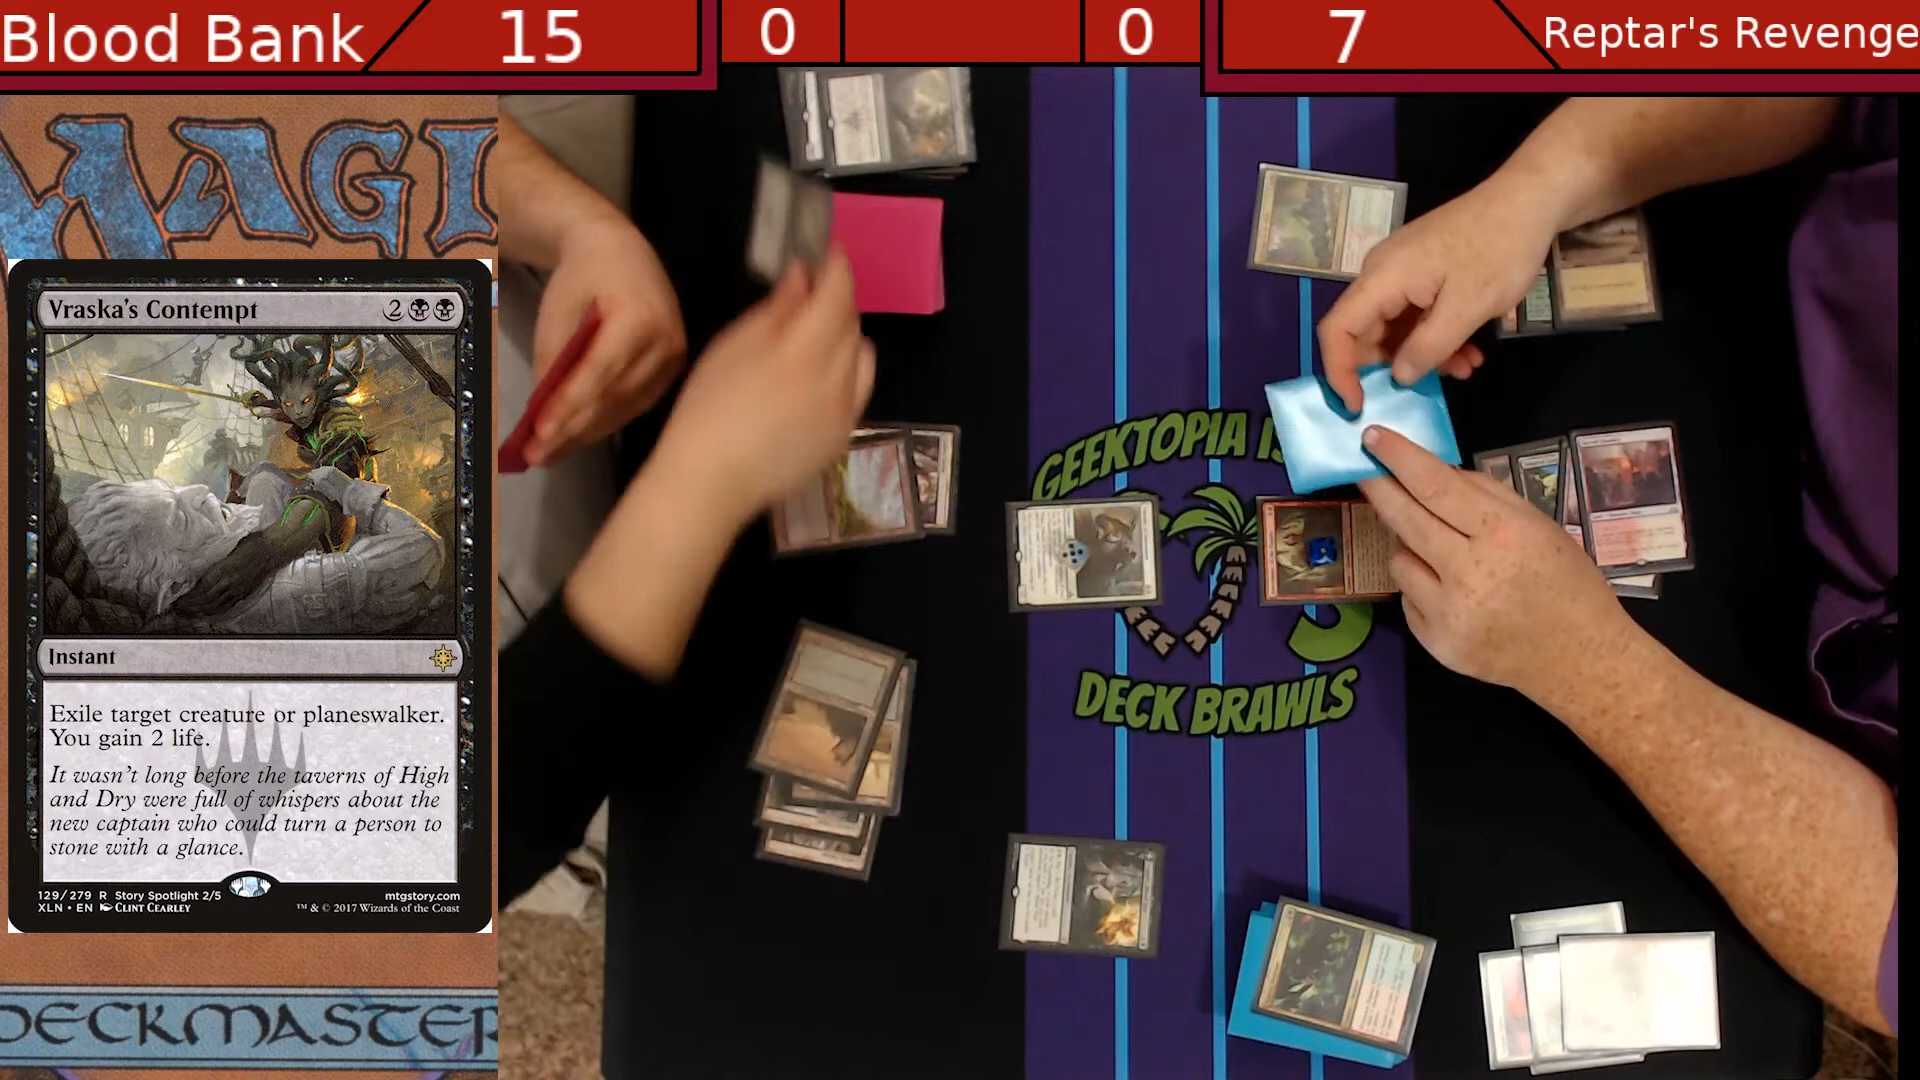 Blood Bank
15
0
0
7
Reptar's Revenge
MAGI
Vraska's Contempt
2
Instant
Exile target creature or planeswalker.
You gain 2 life.
It wasn't long before the taverns of High
and Dry were full of whispers about the
new captain who could turn a person to
stone with a glance.
129/279 R Story Spotlight 2/5
XLN • EN CLINT CEARLEY
mtgstory.com
™ & © 2017 Wizards of the Coast
DECKMASTER
GEEKTOPIA
DECK BRAWLS